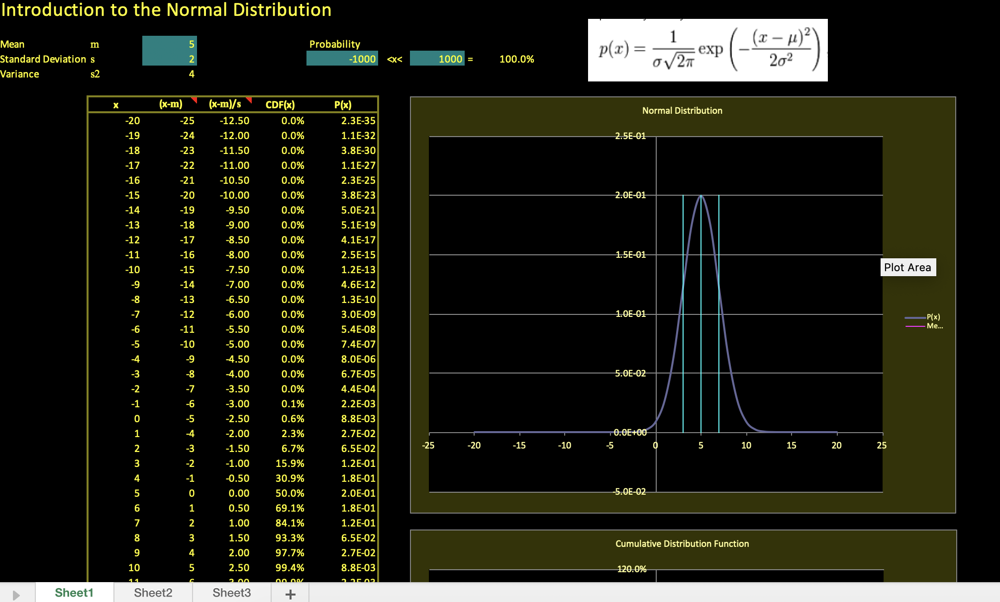 Introduction to the Normal Distribution
Mean m 5 Probability
Standard Deviation s 2 -1000 <x< 1000 = 100.0%
Variance s2 4
p(x) = 1/(σ√2π) exp (−(x − μ)²/2σ²)
x (x-m) (x-m)/s CDF(x) P(x)
-20 -25 -12.50 0.0% 2.3E-35
-19 -24 -12.00 0.0% 1.1E-32
-18 -23 -11.50 0.0% 3.8E-30
-17 -22 -11.00 0.0% 1.1E-27
-16 -21 -10.50 0.0% 2.3E-25
-15 -20 -10.00 0.0% 3.8E-23
-14 -19 -9.50 0.0% 5.0E-21
-13 -18 -9.00 0.0% 5.1E-19
-12 -17 -8.50 0.0% 4.1E-17
-11 -16 -8.00 0.0% 2.5E-15
-10 -15 -7.50 0.0% 1.2E-13
-9 -14 -7.00 0.0% 4.6E-12
-8 -13 -6.50 0.0% 1.3E-10
-7 -12 -6.00 0.0% 3.0E-09
-6 -11 -5.50 0.0% 5.4E-08
-5 -10 -5.00 0.0% 7.4E-07
-4 -9 -4.50 0.0% 8.0E-06
-3 -8 -4.00 0.0% 6.7E-05
-2 -7 -3.50 0.0% 4.4E-04
-1 -6 -3.00 0.1% 2.2E-03
0 -5 -2.50 0.6% 8.8E-03
1 -4 -2.00 2.3% 2.7E-02
2 -3 -1.50 6.7% 6.5E-02
3 -2 -1.00 15.9% 1.2E-01
4 -1 -0.50 30.9% 1.8E-01
5 0 0.00 50.0% 2.0E-01
6 1 0.50 69.1% 1.8E-01
7 2 1.00 84.1% 1.2E-01
8 3 1.50 93.3% 6.5E-02
9 4 2.00 97.7% 2.7E-02
10 5 2.50 99.4% 8.8E-03
Normal Distribution
2.5E-01
2.0E-01
1.5E-01
1.0E-01
5.0E-02
0.0E+00
-25 -20 -15 -10 -5 0 5 10 15 20 25
-5.0E-02
Plot Area
P(x)
Me...
Cumulative Distribution Function
120.0%
Sheet1 Sheet2 Sheet3 +